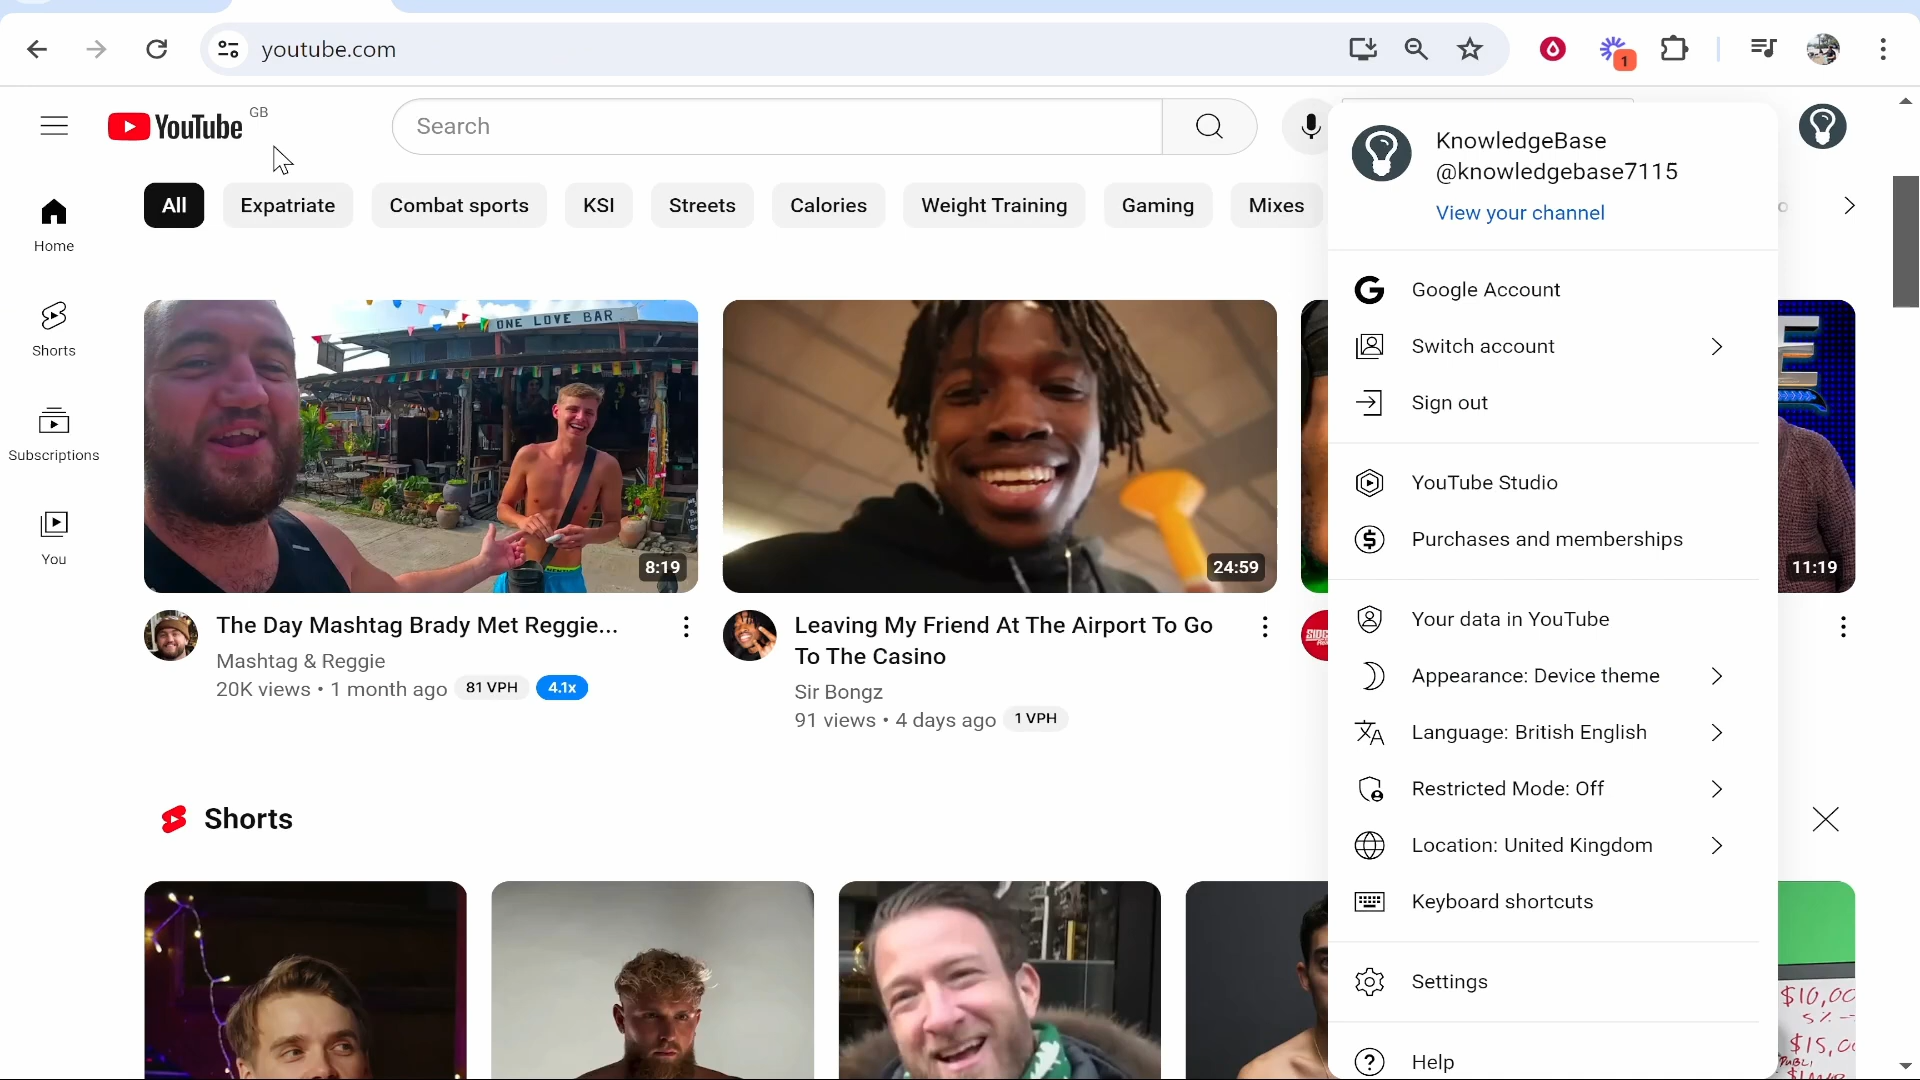 youtube.com
1
YouTube
GB
Search
KnowledgeBase
@knowledgebase7115
View your channel
All
Expatriate
Combat sports
KSI
Streets
Calories
Weight Training
Gaming
Mixes
Home
Shorts
Subscriptions
You
ONE LOVE BAR
8:19
24:59
11:19
The Day Mashtag Brady Met Reggie...
Mashtag & Reggie
20K views • 1 month ago
81 VPH
4.1x
Leaving My Friend At The Airport To Go
To The Casino
Sir Bongz
91 views • 4 days ago
1 VPH
Google Account
Switch account
Sign out
YouTube Studio
Purchases and memberships
Your data in YouTube
Appearance: Device theme
Language: British English
Restricted Mode: Off
Location: United Kingdom
Keyboard shortcuts
Settings
Help
Shorts